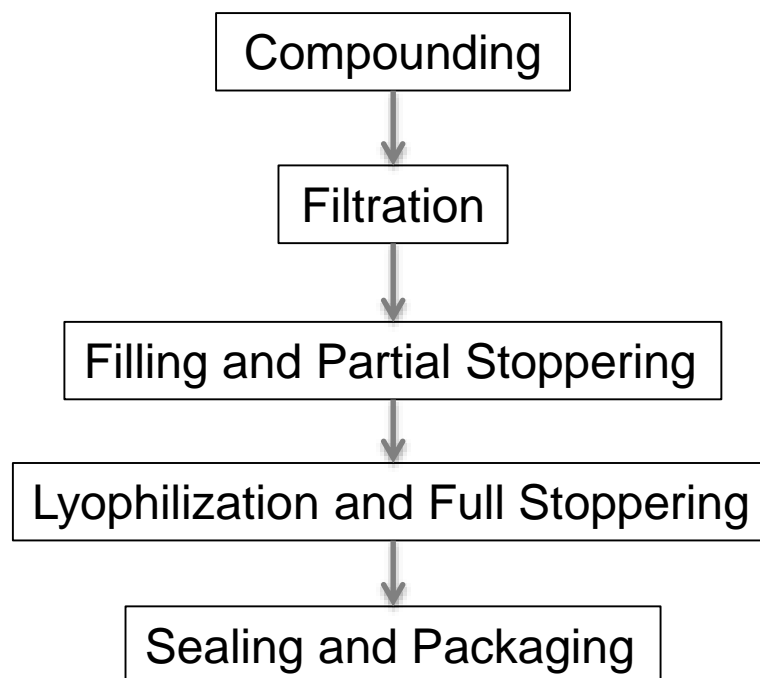 Compounding
Filtration
Filling and Partial Stoppering
Lyophilization and Full Stoppering
Sealing and Packaging